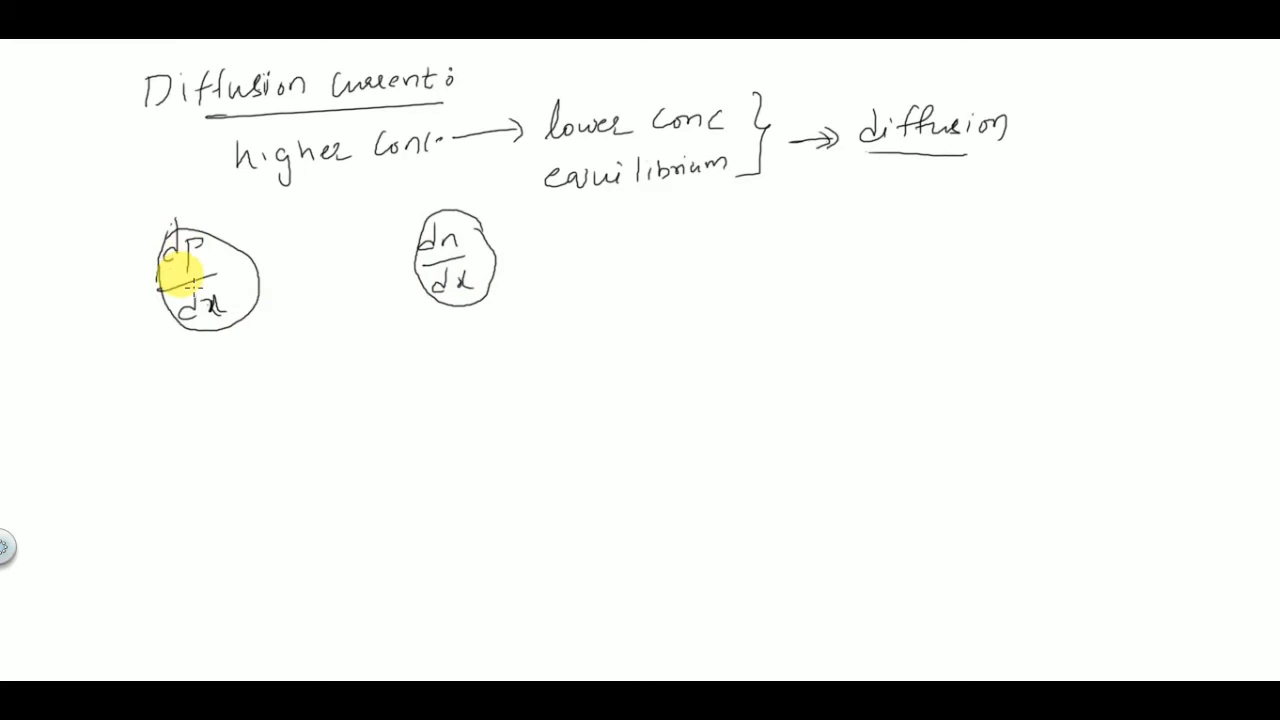 Diffusion current:
higher conc. → lower conc } →> diffusion
equilibrium
dp/dx dn/dx